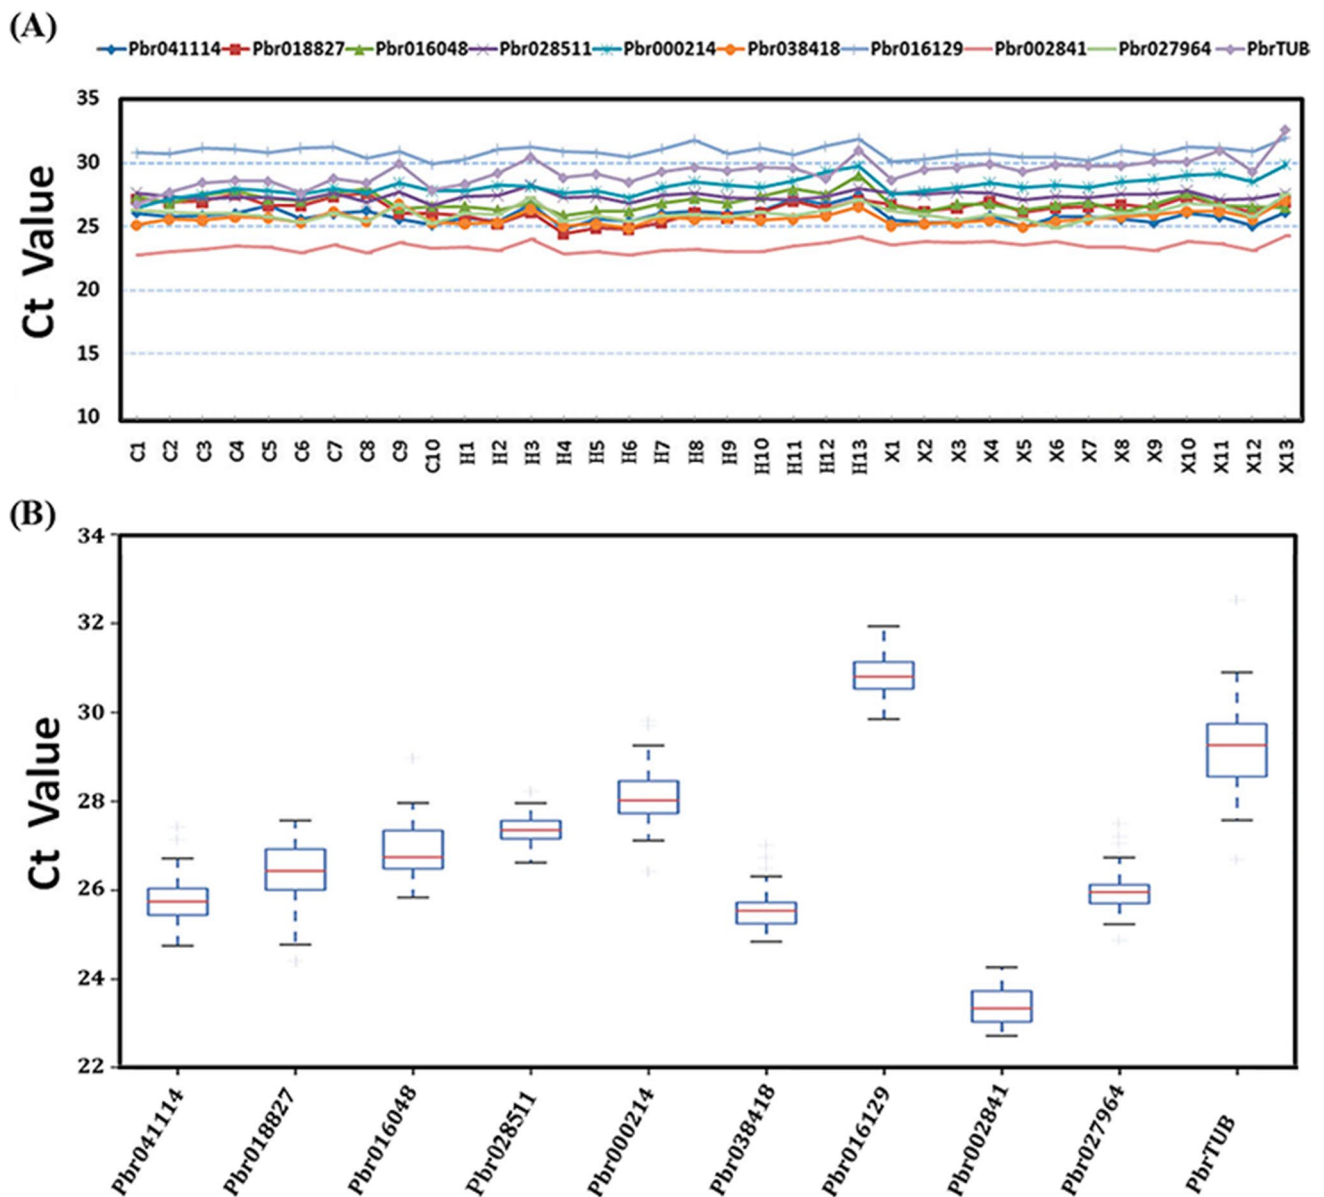 (A)
Pbr041114 Pbr018827 Pbr016048 Pbr028511 Pbr000214 Pbr038418 Pbr016129 Pbr002841 Pbr027964 PbrTUB
35
30
25
20
15
10
Ct Value
C1 C2 C3 C4 C5 C6 C7 C8 C9 C10 H1 H2 H3 H4 H5 H6 H7 H8 H9 H10 H11 H12 H13 X1 X2 X3 X4 X5 X6 X7 X8 X9 X10 X11 X12 X13
(B)
34
32
30
28
26
24
22
Ct Value
Pbr041114 Pbr018827 Pbr016048 Pbr028511 Pbr000214 Pbr038418 Pbr016129 Pbr002841 Pbr027964 PbrTUB